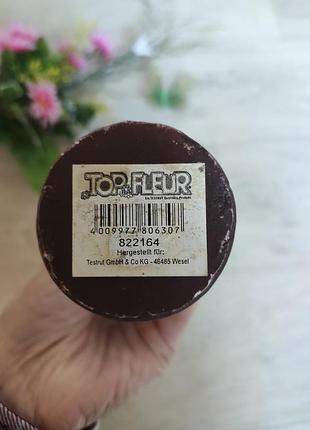 TOP FLEUR
4009977 806307
822164
Hergestellt für:
Testrut GmbH & Co KG - 46485 Wesel